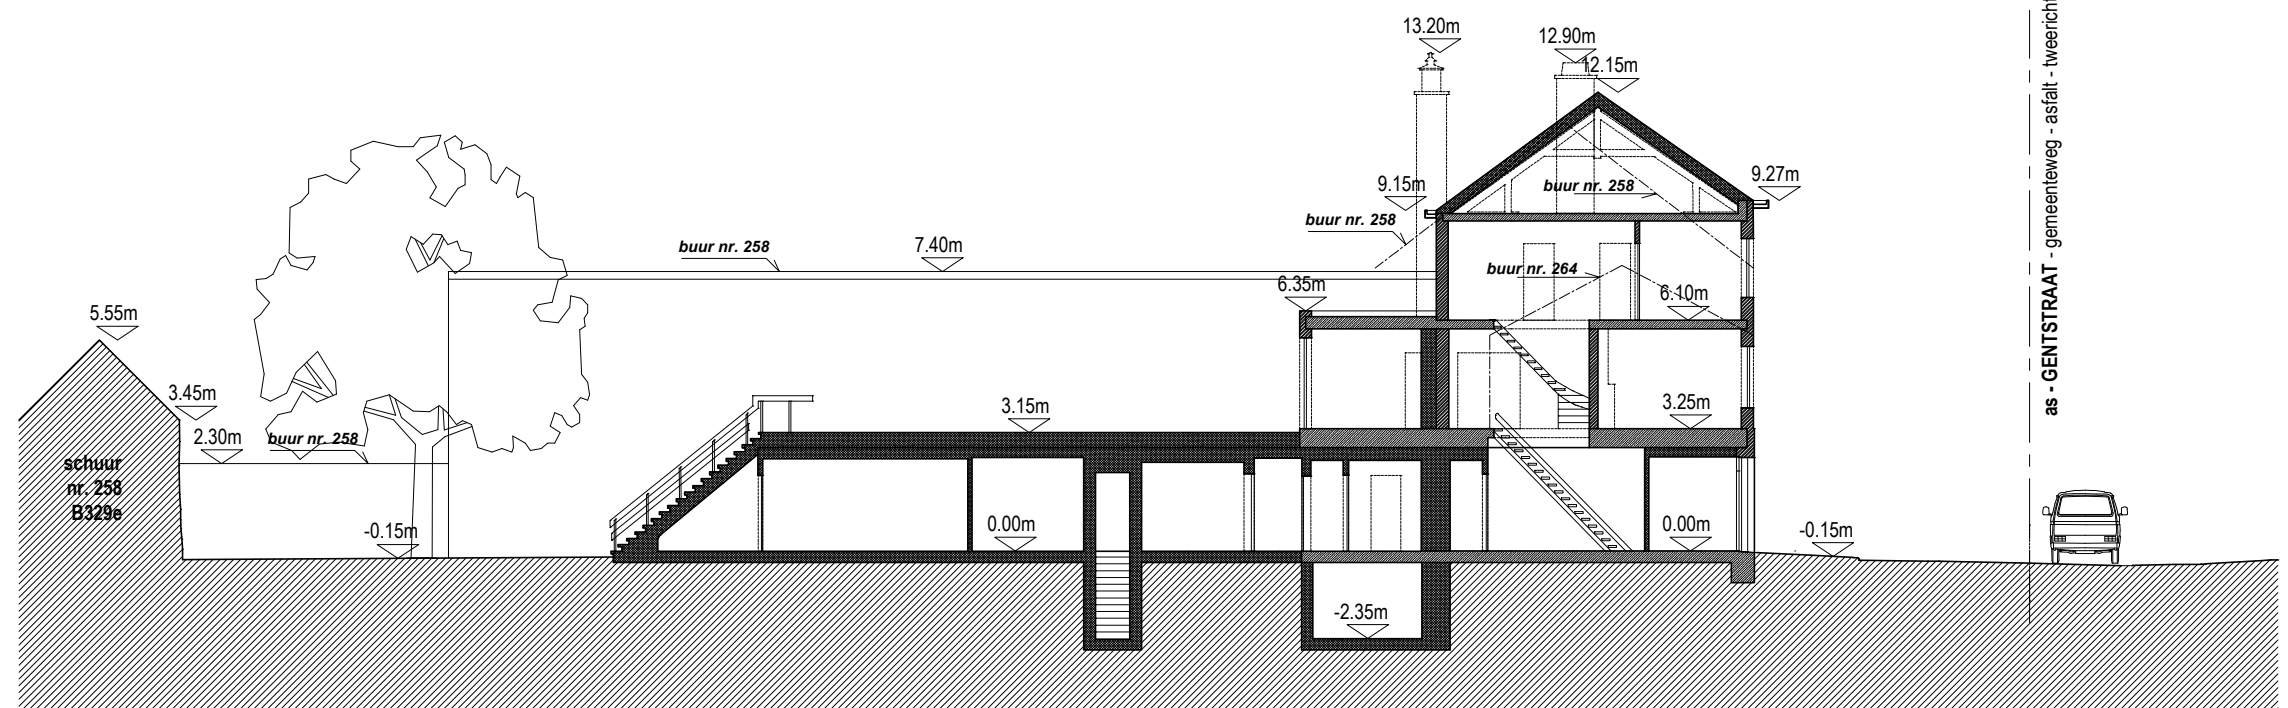 13.20m
12.90m
12.15m
9.15m
9.27m
buur nr. 258
buur nr. 258
buur nr. 258
7.40m
buur nr. 264
6.35m
6.10m
5.55m
3.45m
2.30m
buur nr. 258
3.15m
3.25m
schuur
nr. 258
B329e
-0.15m
0.00m
0.00m
-0.15m
-2.35m
as - GENTSTRAAT - gemeenteweg - asfalt -